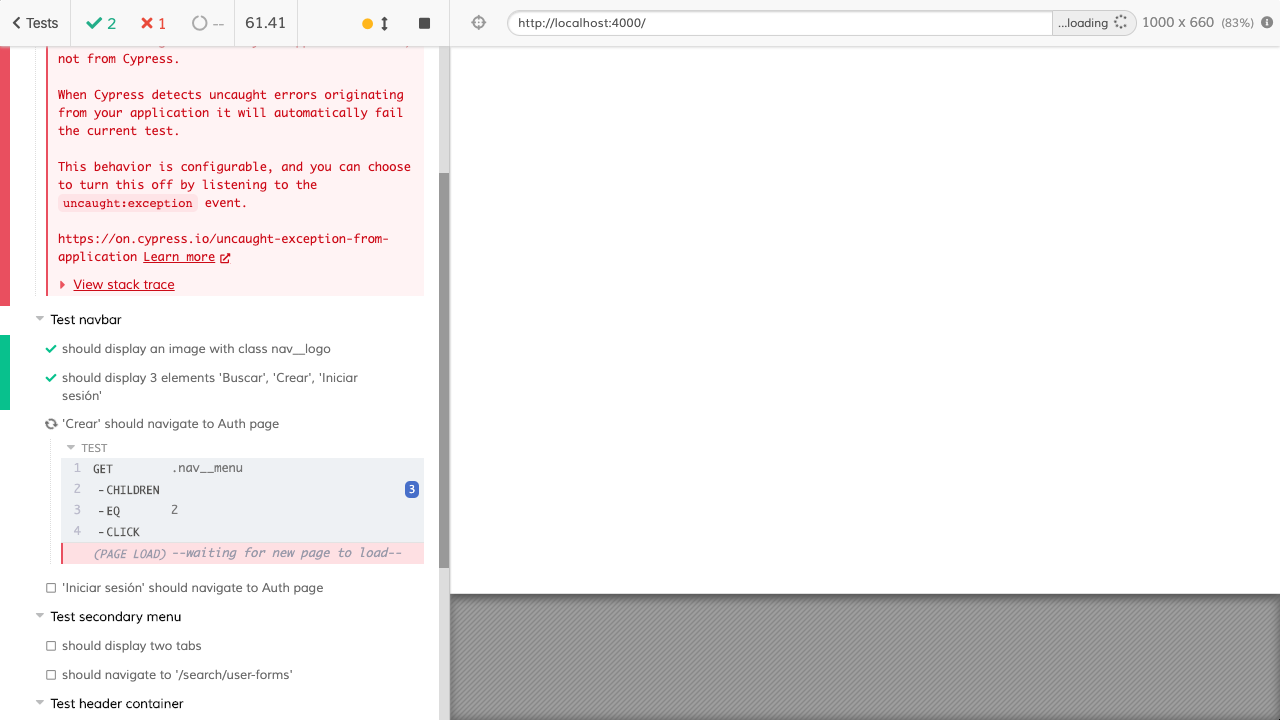 Tests
2
1
--
61.41
http://localhost:4000/
...loading
1000 x 660 (83%)
not from Cypress.
When Cypress detects uncaught errors originating
from your application it will automatically fail
the current test.
This behavior is configurable, and you can choose
to turn this off by listening to the
uncaught:exception event.
https://on.cypress.io/uncaught-exception-from-
application Learn more
View stack trace
Test navbar
should display an image with class nav__logo
should display 3 elements 'Buscar', 'Crear', 'Iniciar
sesión'
'Crear' should navigate to Auth page
TEST
1 GET .nav__menu
2 -CHILDREN 3
3 -EQ 2
4 -CLICK
(PAGE LOAD) --waiting for new page to load--
'Iniciar sesión' should navigate to Auth page
Test secondary menu
should display two tabs
should navigate to '/search/user-forms'
Test header container